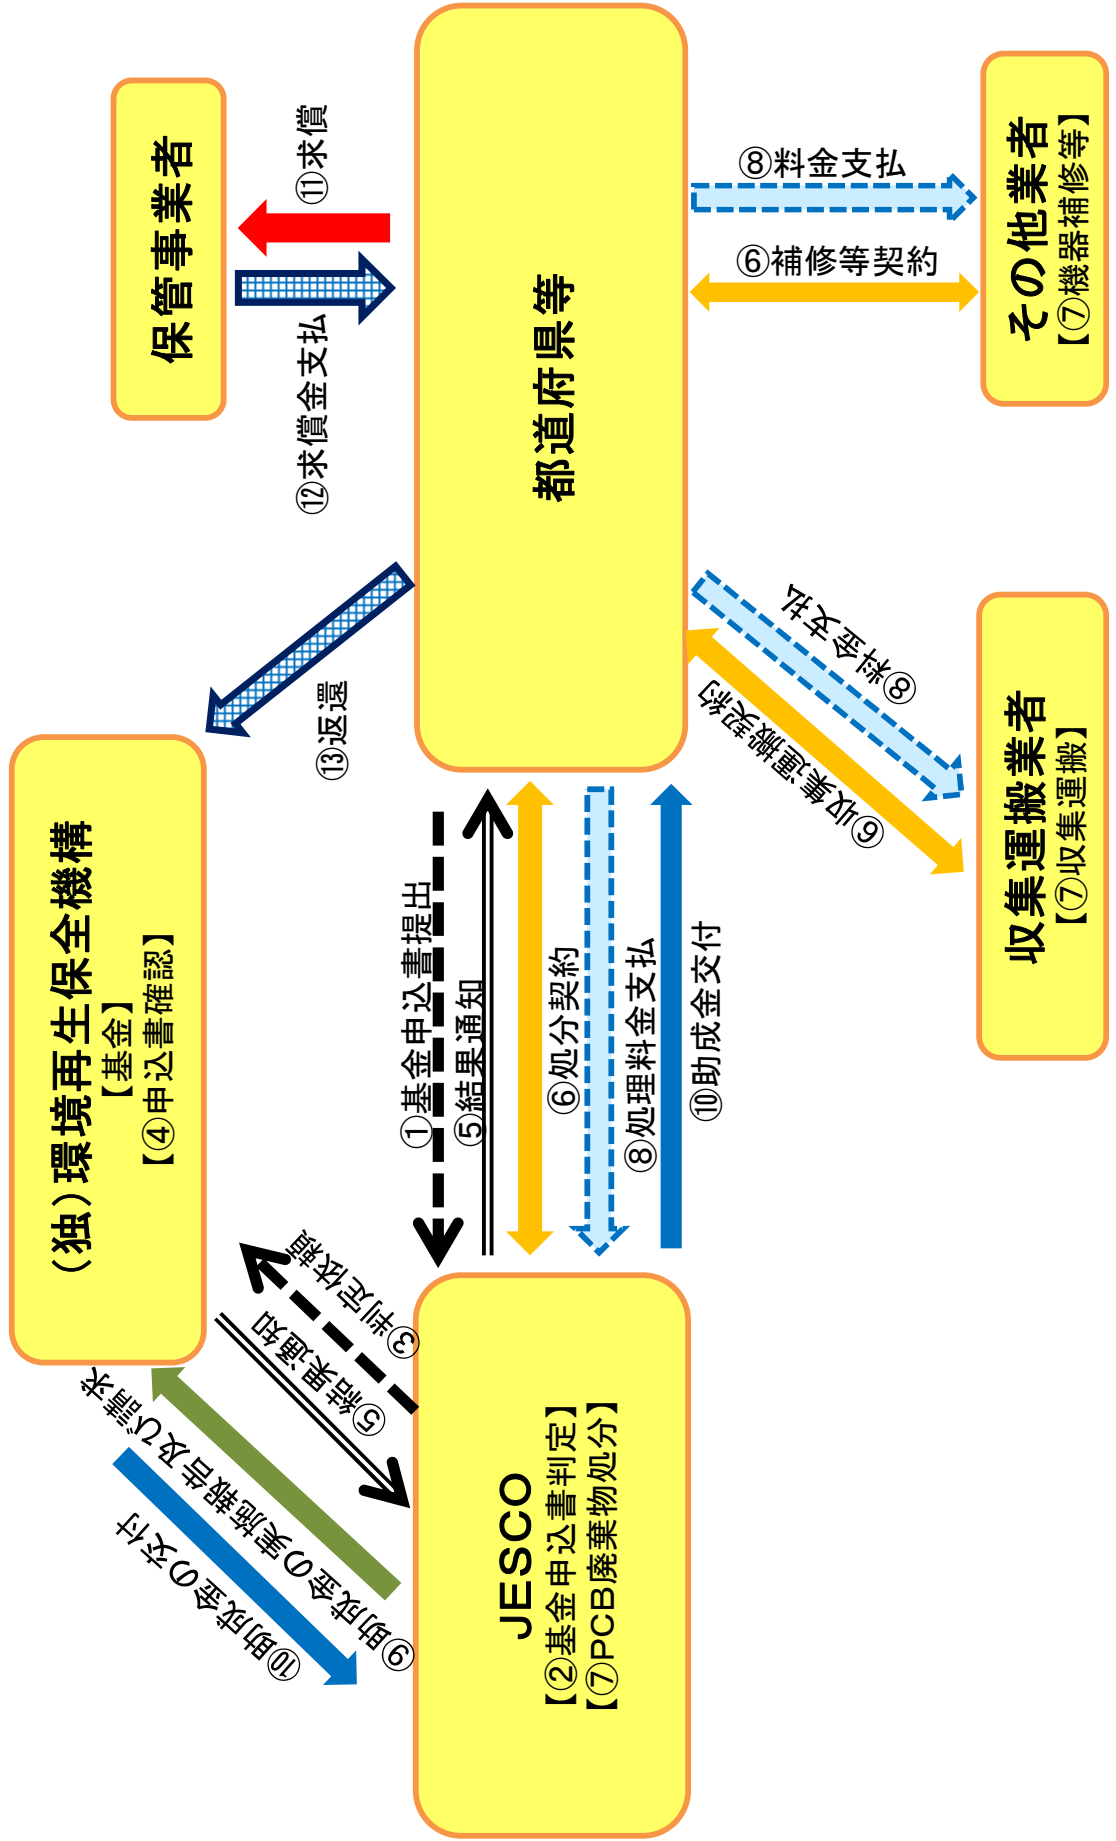 (独)環境再生保全機構
【基金】
【④申込書確認】
保管事業者
⑬返還
⑫求償金支払
⑪求償
⑩助成金の交付
⑨助成金の実施報告及び請求
⑤結果通知
③判定依頼
JESCO
【②基金申込書判定】
【⑦PCB廃棄物処分】
①基金申込書提出
⑤結果通知
⑥処分契約
⑧処理料金支払
⑩助成金交付
都道府県等
⑥収集運搬契約
⑧料金支払
⑥補修等契約
⑧料金支払
収集運搬業者
【⑦収集運搬】
その他業者
【⑦機器補修等】